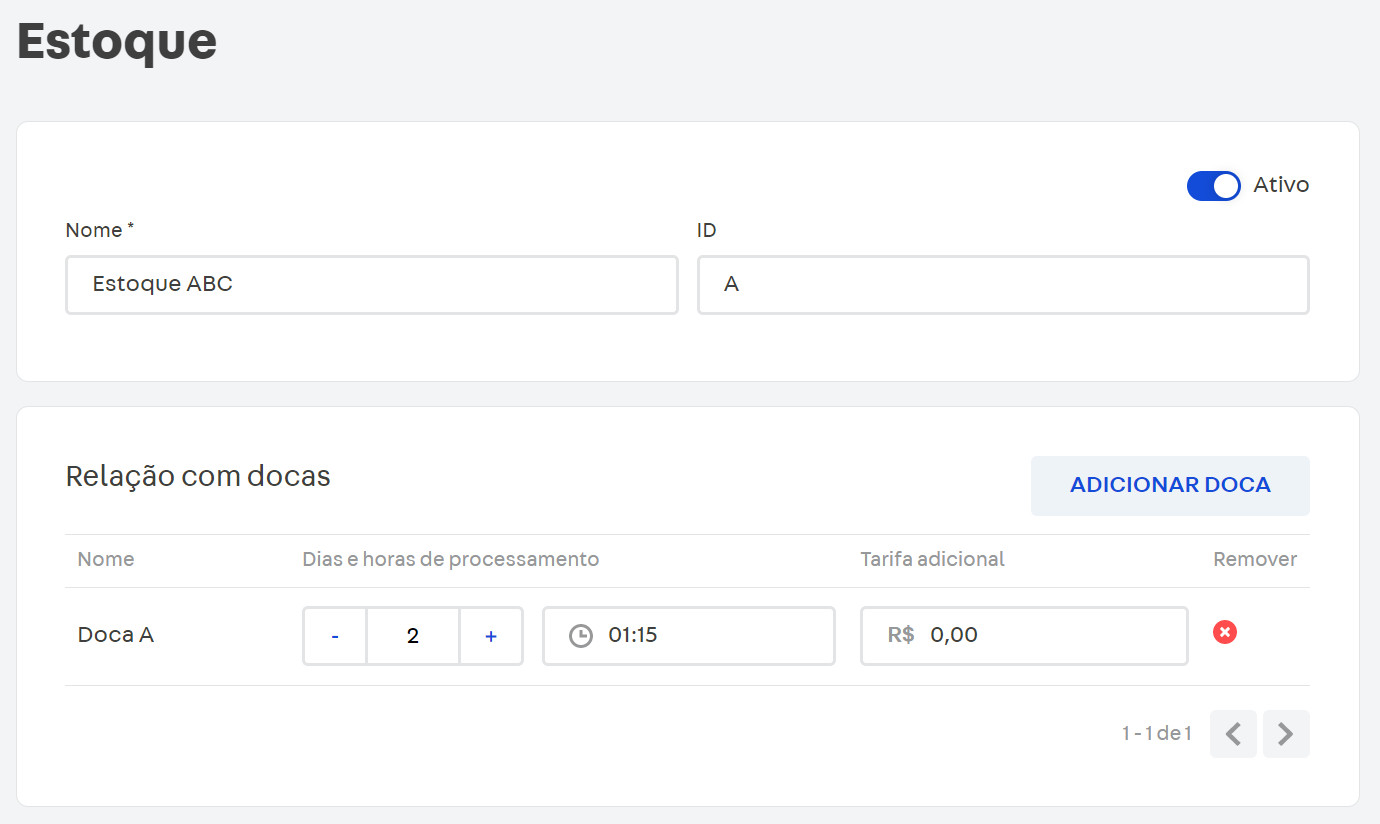 Estoque
Ativo
Nome * ID
Estoque ABC A
Relação com docas ADICIONAR DOCA
Nome Dias e horas de processamento Tarifa adicional Remover
Doca A - 2 + 01:15 R$ 0,00
1 - 1 de 1